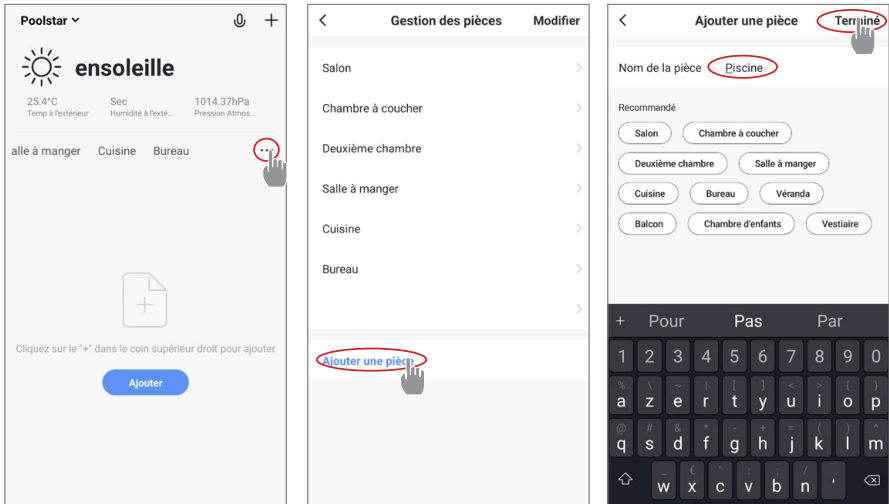 Poolstar
ensoleille
25.4°C Sec 1014.37hPa
Temp à l'extérieur Humidité à l'exté... Pression Atmos...
alle à manger Cuisine Bureau ...
Cliquez sur le "+" dans le coin supérieur droit pour ajouter
Ajouter
Gestion des pièces Modifier
Salon
Chambre à coucher
Deuxième chambre
Salle à manger
Cuisine
Bureau
Ajouter une pièce
Ajouter une pièce Terminé
Nom de la pièce Piscine
Recommandé
Salon Chambre à coucher
Deuxième chambre Salle à manger
Cuisine Bureau Véranda
Balcon Chambre d'enfants Vestiaire
+ Pour Pas Par
1 2 3 4 5 6 7 8 9 0
% \ ~ | [ ] < > { }
a z e r t y u i o p
@ # & * - + = ( ) ^
q s d f g h j k l m
_ € " : ; /
w x c v b n '